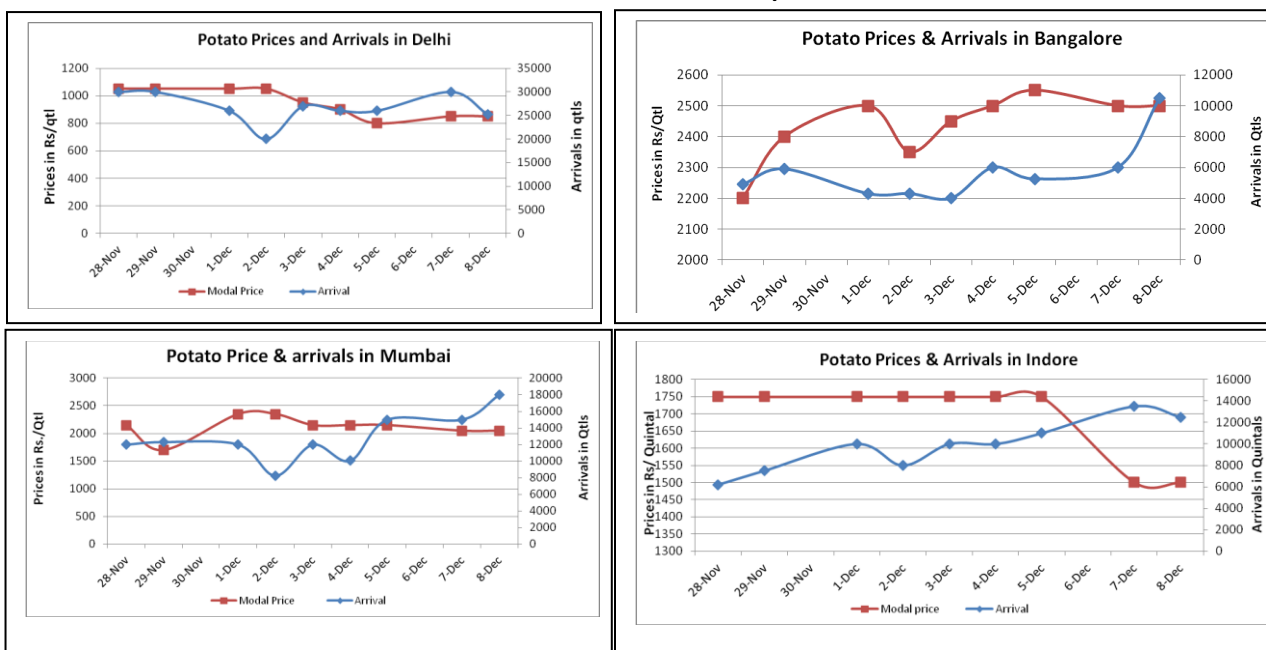 Potato Prices and Arrivals in Delhi
Prices in Rs/qtl
1200
1000
800
600
400
200
0
35000
30000
25000
20000
15000
10000
5000
0
Arrivals in qtls
28-Nov
29-Nov
30-Nov
1-Dec
2-Dec
3-Dec
4-Dec
5-Dec
6-Dec
7-Dec
8-Dec
Modal Price
Arrival
Potato Prices & Arrivals in Bangalore
Prices in Rs/Qtl
2600
2500
2400
2300
2200
2100
2000
12000
10000
8000
6000
4000
2000
0
Arrivals in Qtls
28-Nov
29-Nov
30-Nov
1-Dec
2-Dec
3-Dec
4-Dec
5-Dec
6-Dec
7-Dec
8-Dec
Potato Price & arrivals in Mumbai
Prices in Rs./Qtl
3000
2500
2000
1500
1000
500
0
20000
18000
16000
14000
12000
10000
8000
6000
4000
2000
0
Arrivals in Qtls
28-Nov
29-Nov
30-Nov
1-Dec
2-Dec
3-Dec
4-Dec
5-Dec
6-Dec
7-Dec
8-Dec
Modal Price
Arrival
Potato Prices & Arrivals in Indore
Prices in Rs/ Quintal
1800
1750
1700
1650
1600
1550
1500
1450
1400
1350
1300
16000
14000
12000
10000
8000
6000
4000
2000
0
Arrivals in Quintals
28-Nov
29-Nov
30-Nov
1-Dec
2-Dec
3-Dec
4-Dec
5-Dec
6-Dec
7-Dec
8-Dec
Modal price
Arrival